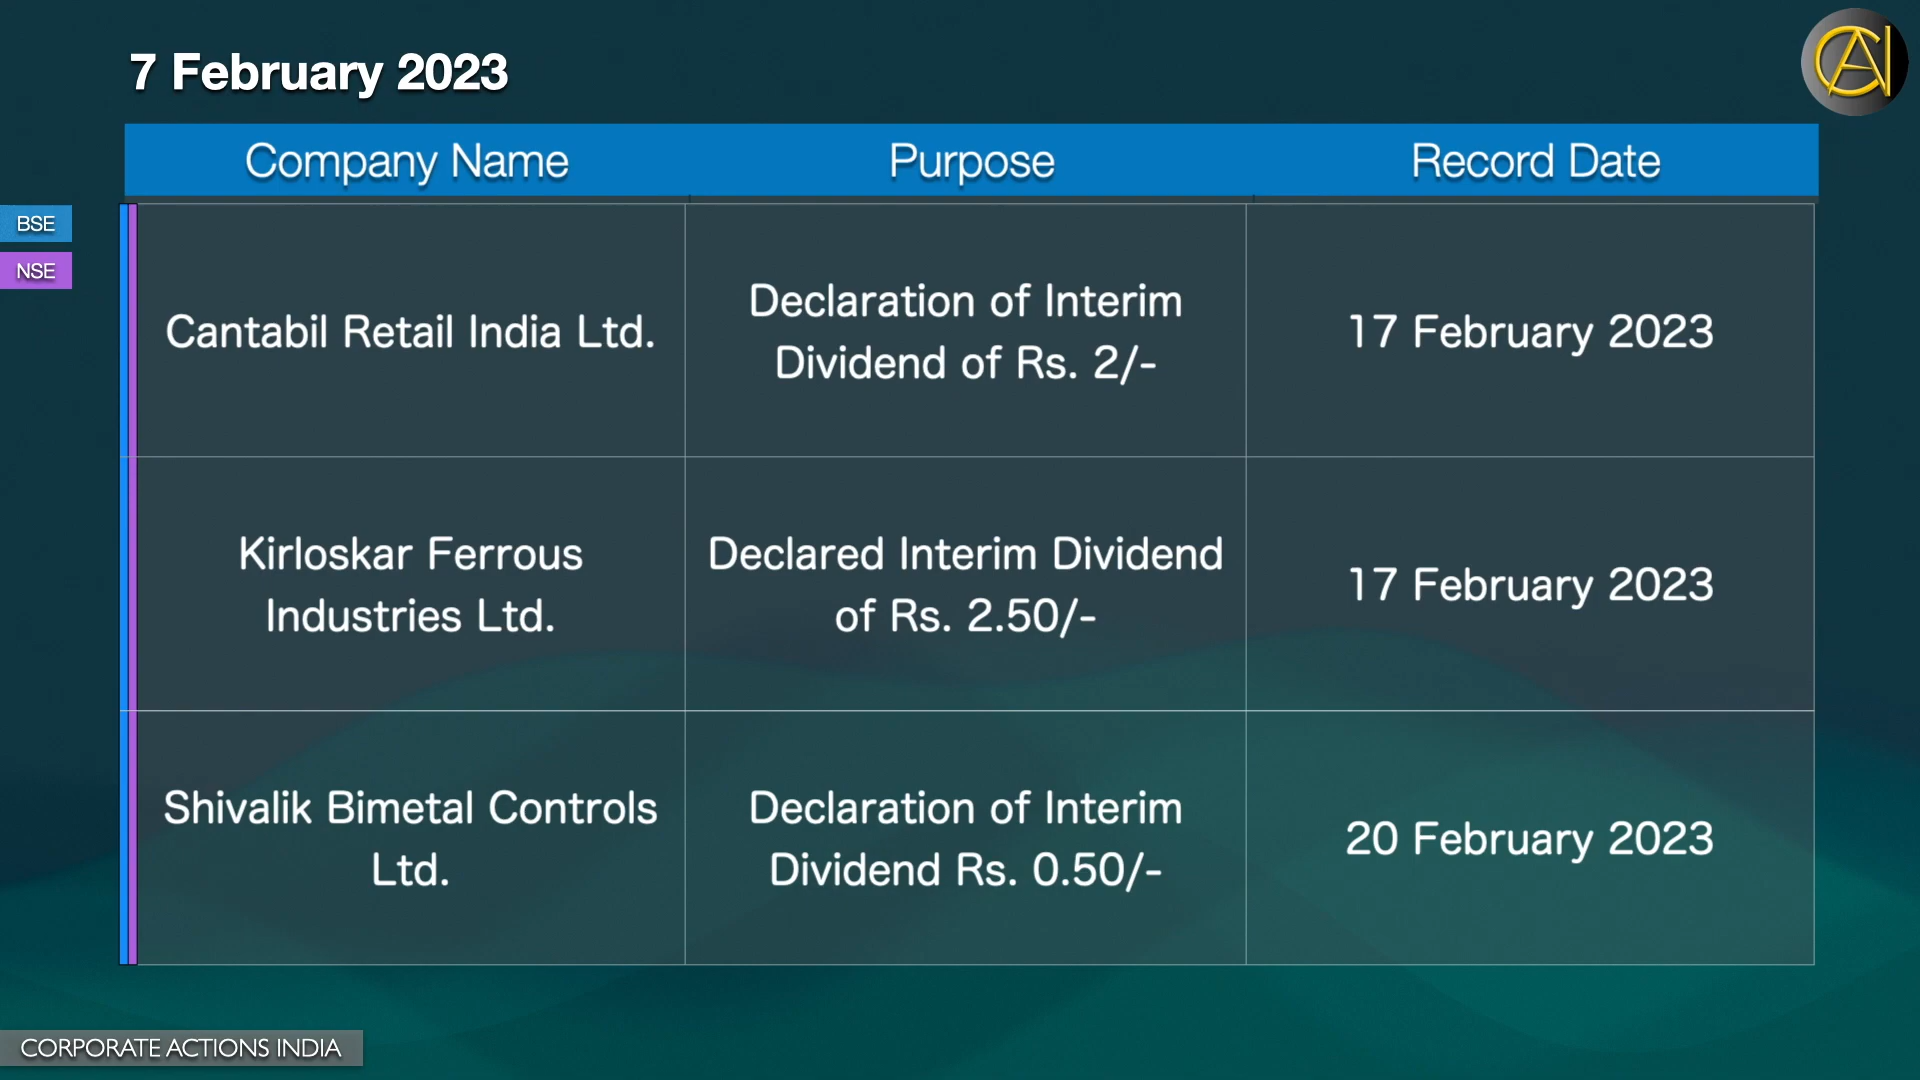 7 February 2023
CAI
Company Name
Purpose
Record Date
BSE
NSE
Cantabil Retail India Ltd.
Declaration of Interim
Dividend of Rs. 2/-
17 February 2023
Kirloskar Ferrous
Industries Ltd.
Declared Interim Dividend
of Rs. 2.50/-
17 February 2023
Shivalik Bimetal Controls
Ltd.
Declaration of Interim
Dividend Rs. 0.50/-
20 February 2023
CORPORATE ACTIONS INDIA